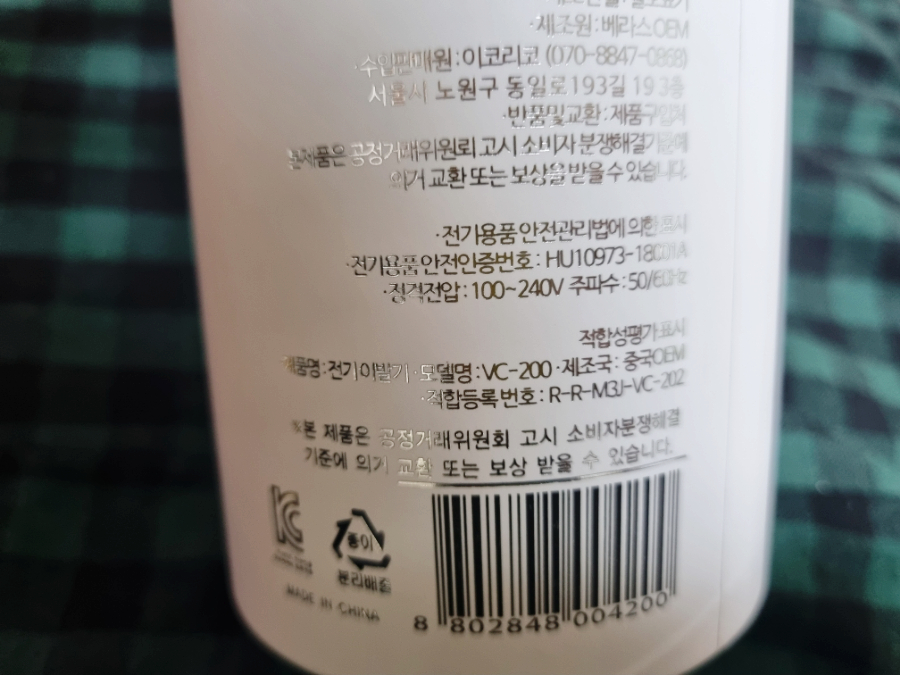 ·제조원 : 베라스 OEM
·수입판매원 : 이코리코 (070-8847-0868)
서울시 노원구 동일로193길 19 3층
·반품및교환 : 제품구입처
본제품은 공정거래위원회 고시 소비자 분쟁해결기준에
의거 교환 또는 보상을 받을 수 있습니다.
·전기용품 안전관리법에 의한 표시
·전기용품안전인증번호 : HU10973-18001A
·정격전압 : 100~240V 주파수 : 50/60Hz
적합성평가표시
제품명 : 전기이발기 · 모델명 : VC-200 · 제조국 : 중국OEM
·적합등록번호 : R-R-M3J-VC-202
※본 제품은 공정거래위원회 고시 소비자분쟁해결
기준에 의거 교환 또는 보상 받을 수 있습니다.
종이
분리배출
MADE IN CHINA
8 802848 004200